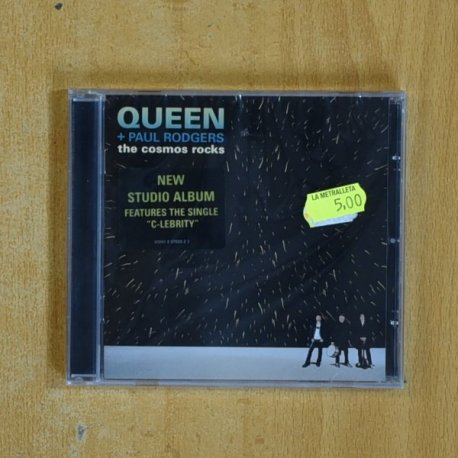 QUEEN
+ PAUL RODGERS
the cosmos rocks
NEW
STUDIO ALBUM
FEATURES THE SINGLE
"C-LEBRITY"
LA METRALLETA
5,00